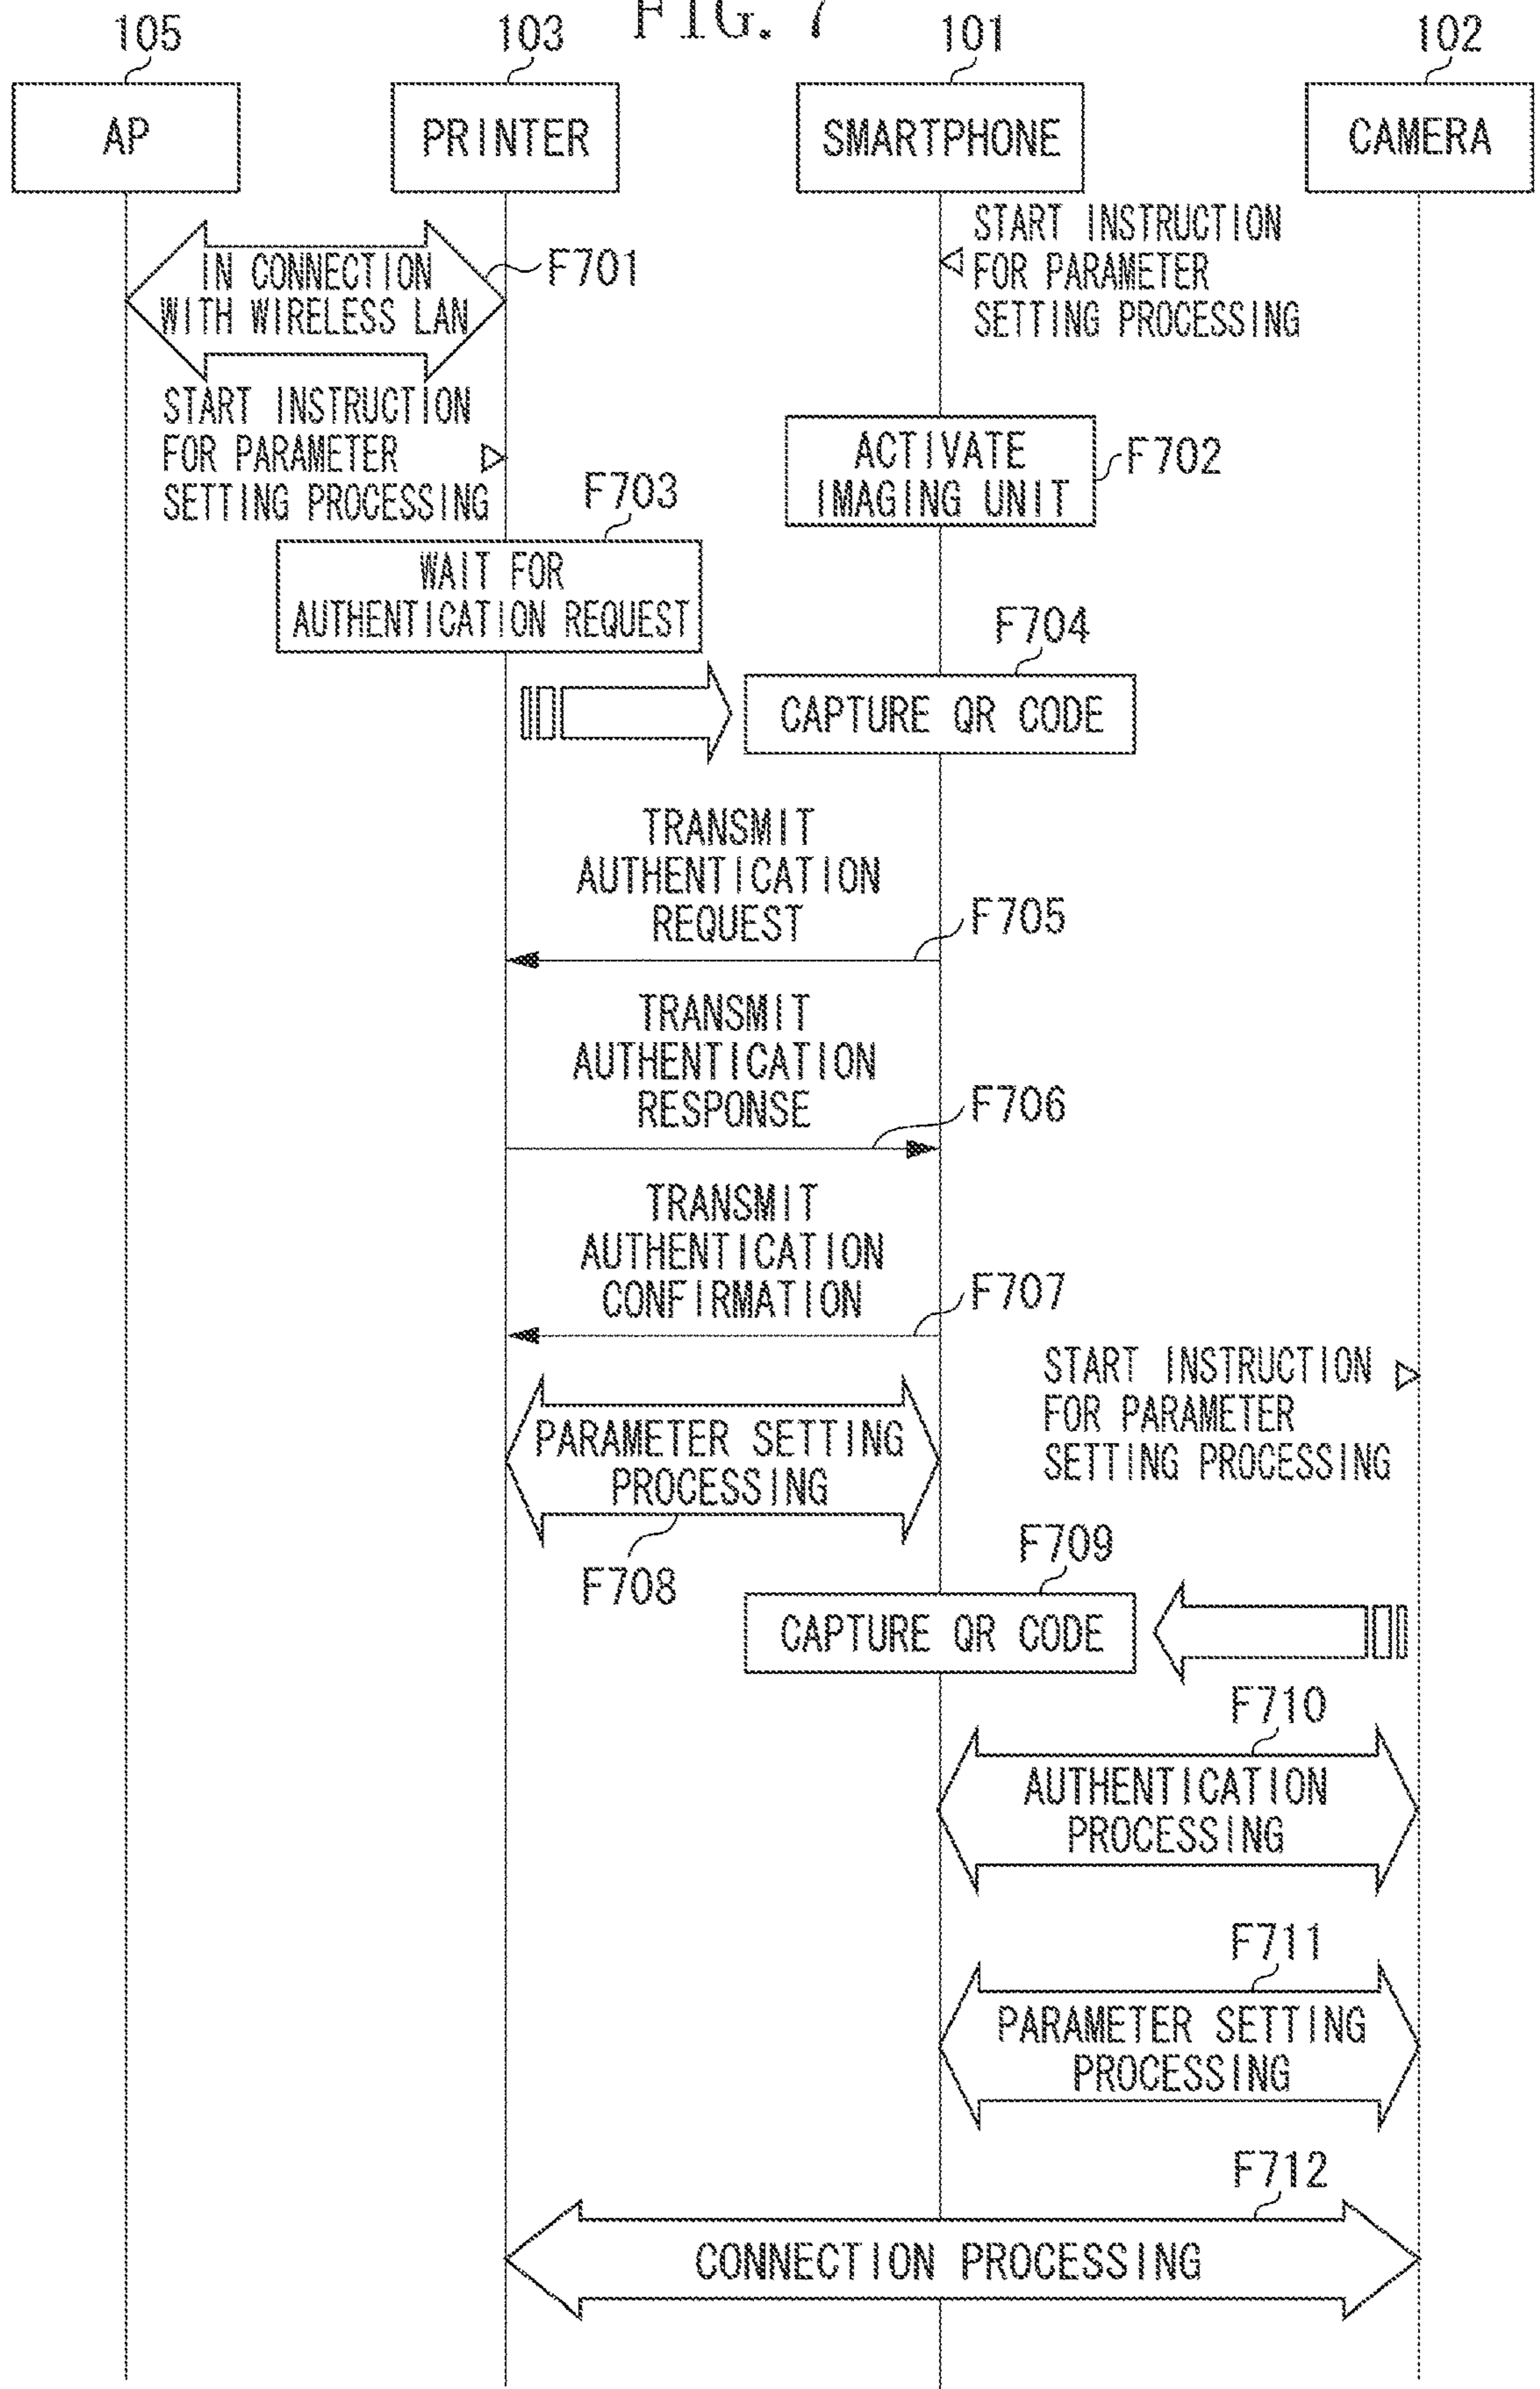 FIG. 7
105
103
101
102
AP
PRINTER
SMARTPHONE
CAMERA
START INSTRUCTION
FOR PARAMETER
SETTING PROCESSING
IN CONNECTION
WITH WIRELESS LAN
F701
START INSTRUCTION
FOR PARAMETER
SETTING PROCESSING
ACTIVATE
IMAGING UNIT
F702
F703
WAIT FOR
AUTHENTICATION REQUEST
F704
CAPTURE QR CODE
TRANSMIT
AUTHENTICATION
REQUEST
F705
TRANSMIT
AUTHENTICATION
RESPONSE
F706
TRANSMIT
AUTHENTICATION
CONFIRMATION
F707
START INSTRUCTION
FOR PARAMETER
SETTING PROCESSING
PARAMETER SETTING
PROCESSING
F708
F709
CAPTURE QR CODE
F710
AUTHENTICATION
PROCESSING
F711
PARAMETER SETTING
PROCESSING
F712
CONNECTION PROCESSING